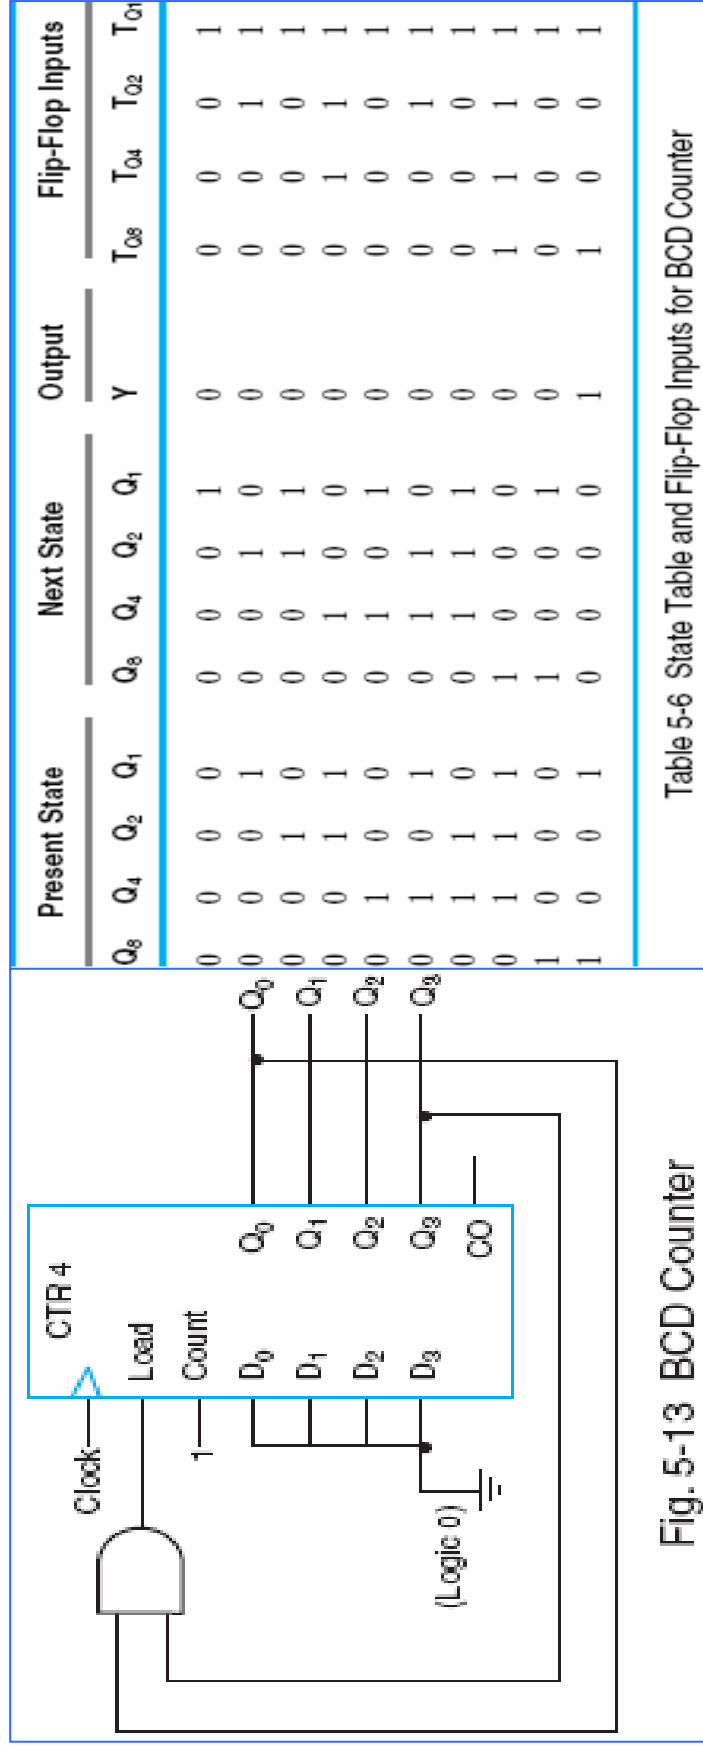 CTR 4
Clock
Load
1 Count
D₀ Q₀ Q₀
D₁ Q₁ Q₁
D₂ Q₂ Q₂
D₃ Q₃ Q₃
(Logic 0) CO
Fig. 5-13 BCD Counter
Present State Next State Output Flip-Flop Inputs
Q₈ Q₄ Q₂ Q₁ Q₈ Q₄ Q₂ Q₁ Y T_Q8 T_Q4 T_Q2 T_Q1
0 0 0 0 0 0 0 1 0 0 0 0 1
0 0 0 1 0 0 1 0 0 0 0 1 1
0 0 1 0 0 0 1 1 0 0 0 0 1
0 0 1 1 0 1 0 0 0 0 1 1 1
0 1 0 0 0 1 0 1 0 0 0 0 1
0 1 0 1 0 1 1 0 0 0 0 1 1
0 1 1 0 0 1 1 1 0 0 0 0 1
0 1 1 1 1 0 0 0 0 1 1 1 1
1 0 0 0 1 0 0 1 0 0 0 0 1
1 0 0 1 0 0 0 0 1 1 0 0 1
Table 5-6 State Table and Flip-Flop Inputs for BCD Counter